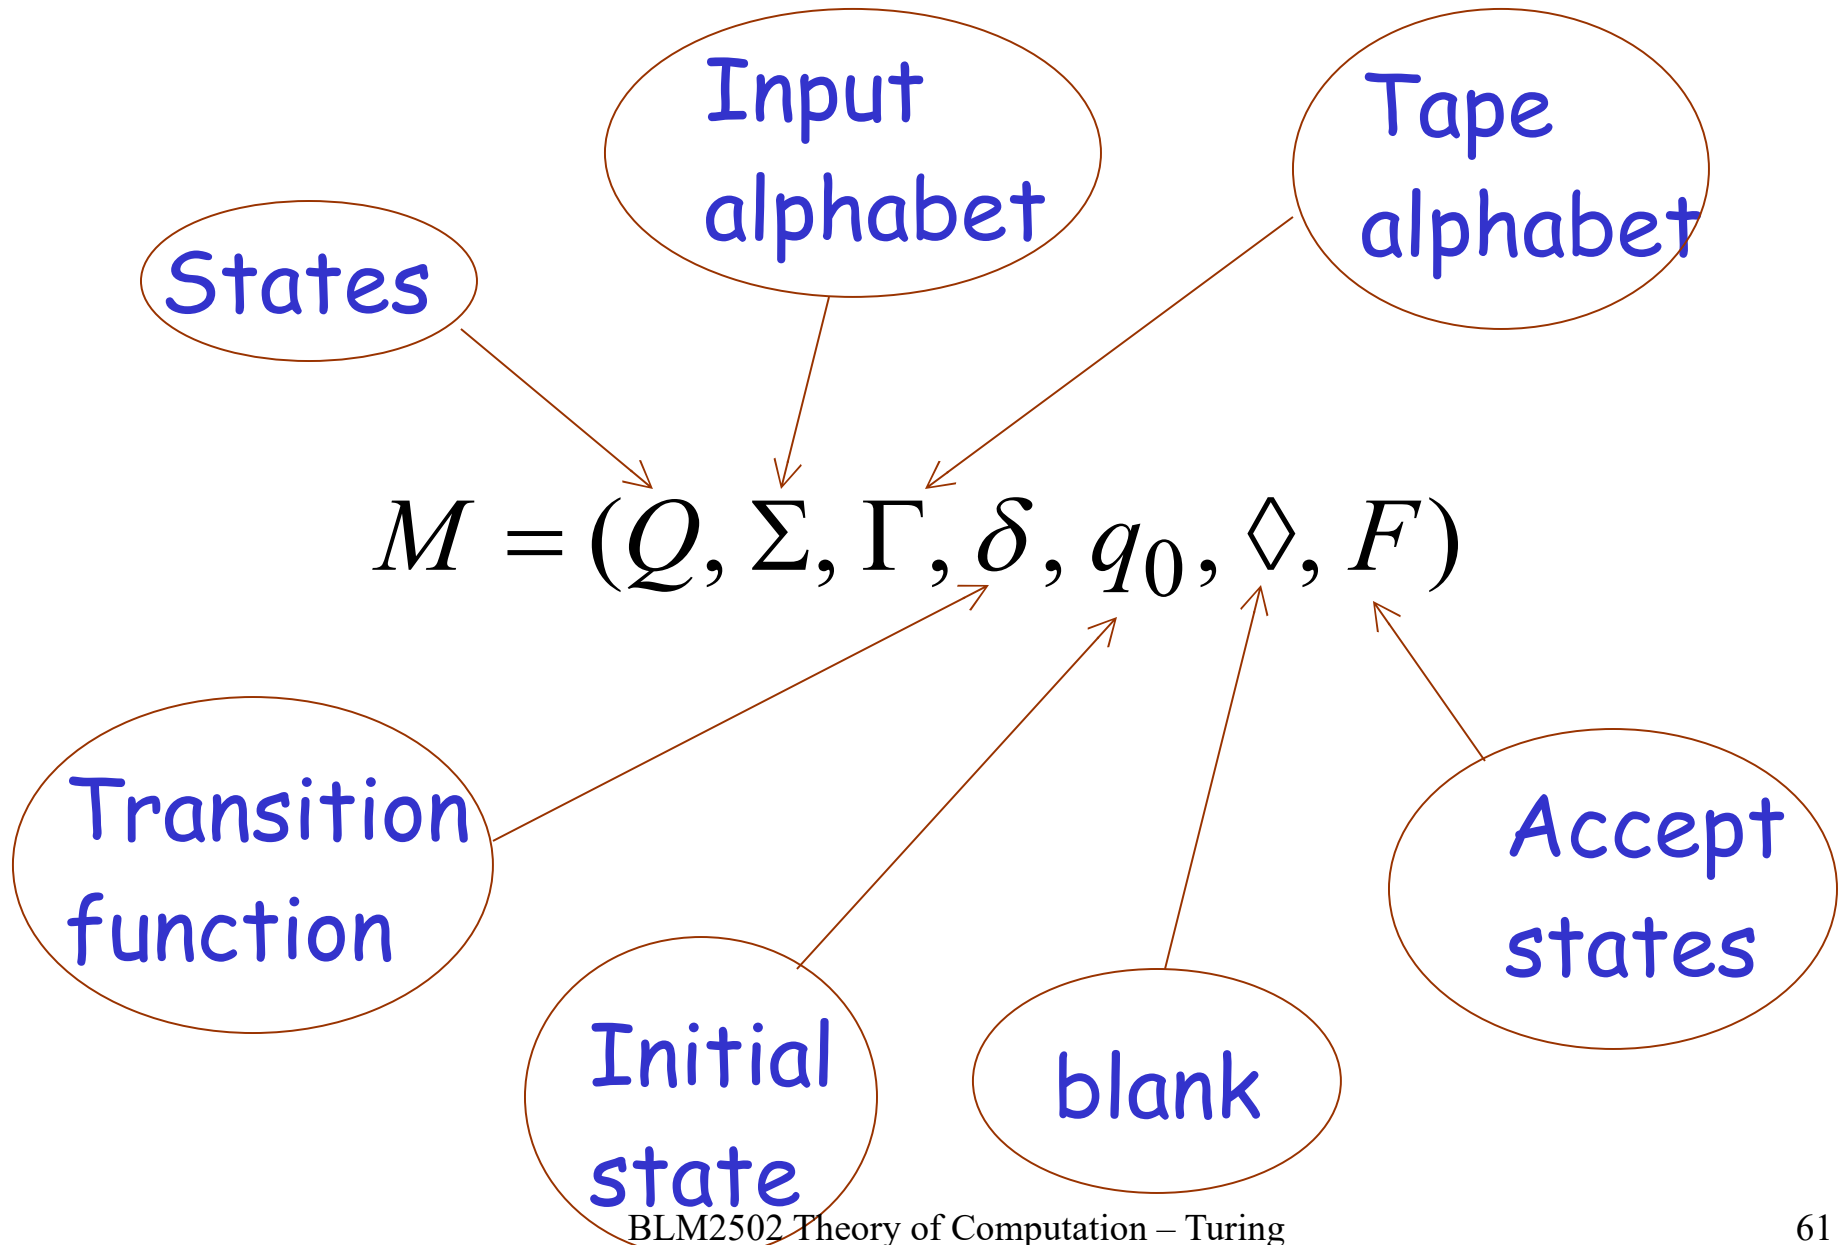 Input
alphabet
Tape
alphabet
States
M = (Q, Σ, Γ, δ, q₀, ◊, F)
Transition
function
Accept
states
Initial
state
blank
BLM2502 Theory of Computation – Turing
61